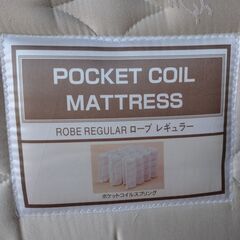 POCKET COIL
MATTRESS
ROBE REGULAR ローブ レギュラー
ポケットコイルスプリング